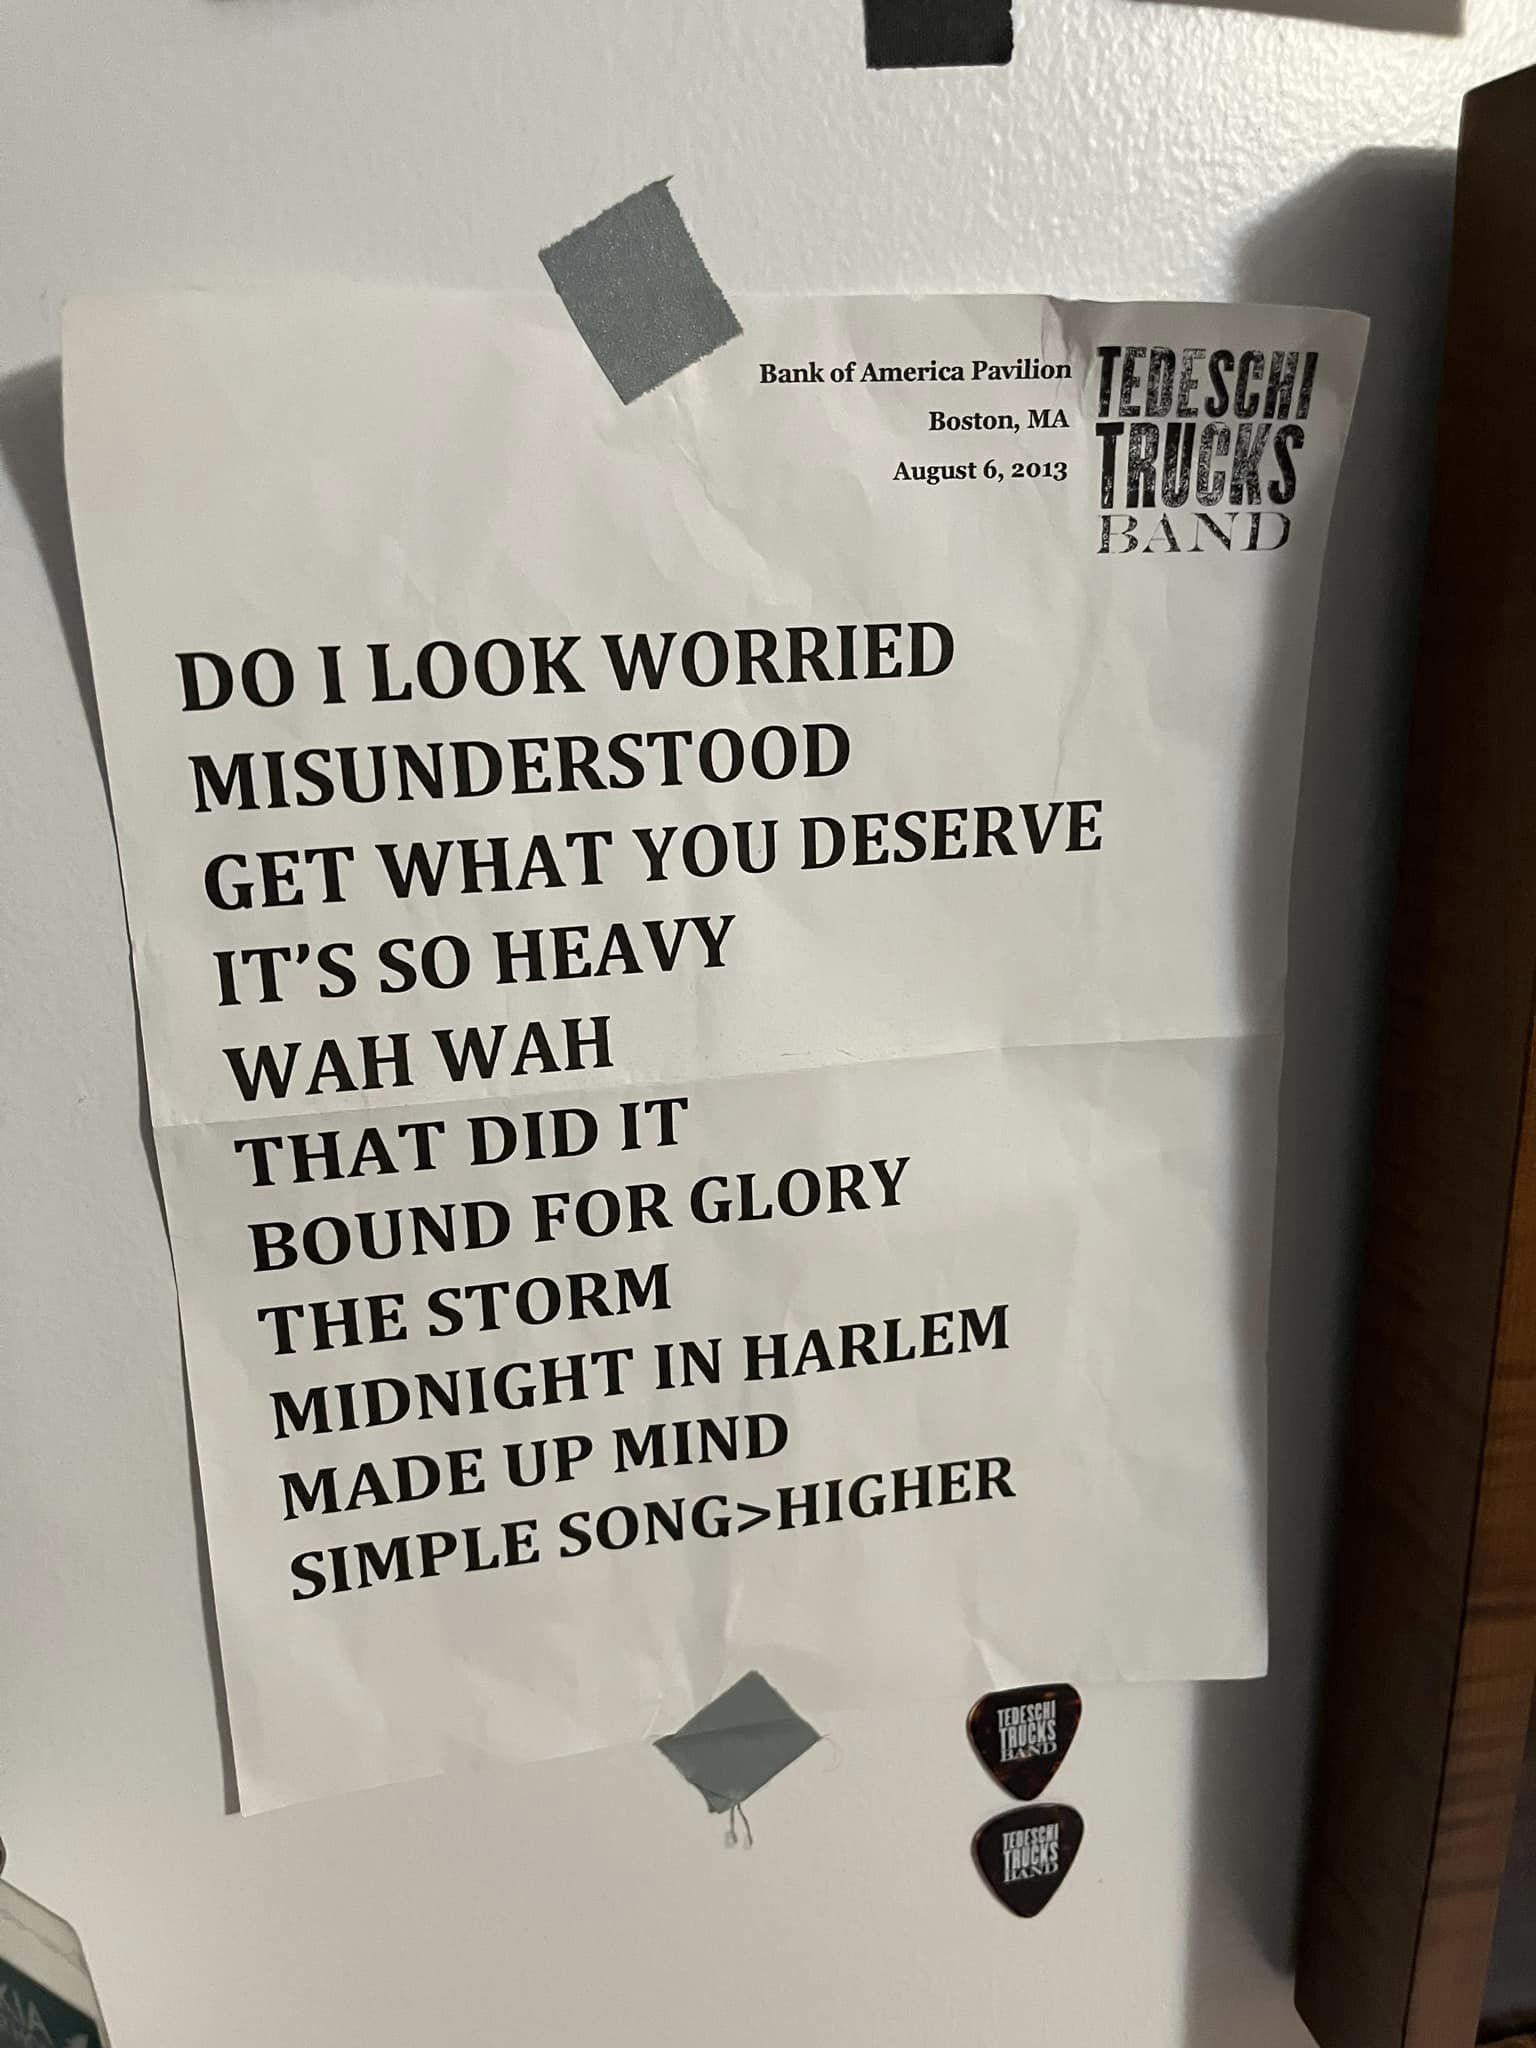 Bank of America Pavilion
Boston, MA
August 6, 2013
TEDESCHI
TRUCKS
BAND
DO I LOOK WORRIED
MISUNDERSTOOD
GET WHAT YOU DESERVE
IT'S SO HEAVY
WAH WAH
THAT DID IT
BOUND FOR GLORY
THE STORM
MIDNIGHT IN HARLEM
MADE UP MIND
SIMPLE SONG>HIGHER
TEDESCHI
TRUCKS
BAND
TEDESCHI
TRUCKS
BAND